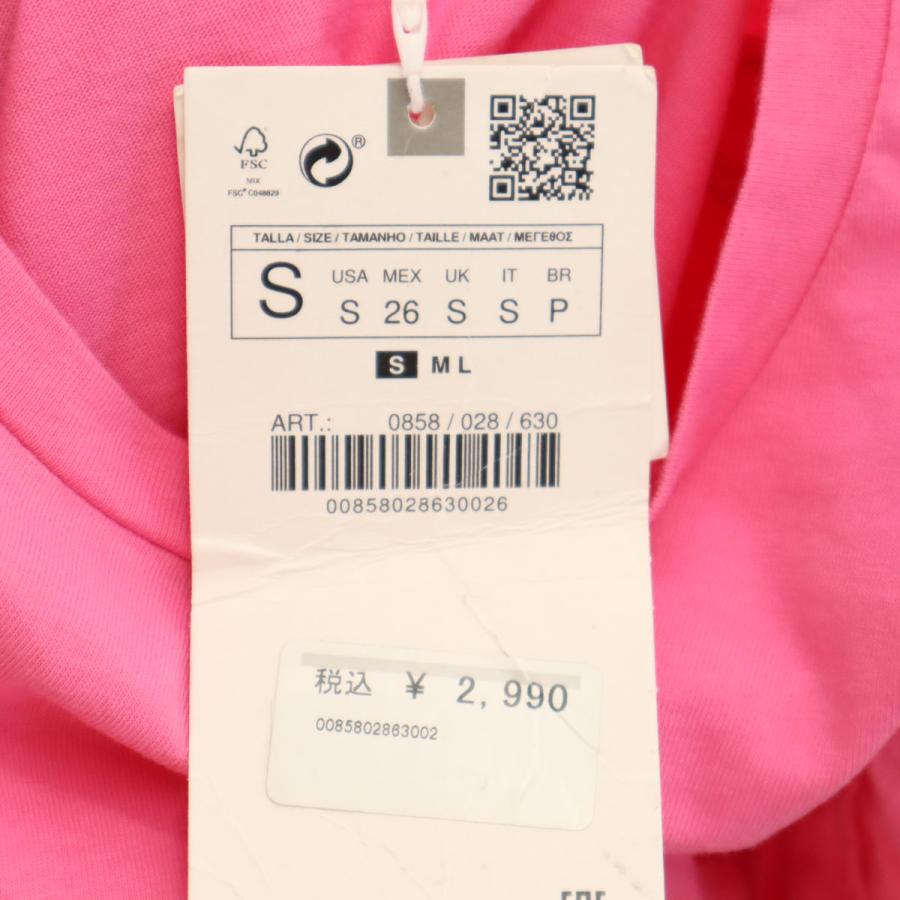 ®
FSC
MIX
FSC® C048829
TALLA / SIZE / TAMANHO / TAILLE / MAAT / ΜΕΓΕΘΟΣ
S USA MEX UK IT BR
S 26 S S P
S M L
ART.: 0858 / 028 / 630
00858028630026
税込 ¥ 2,990
0085802863002